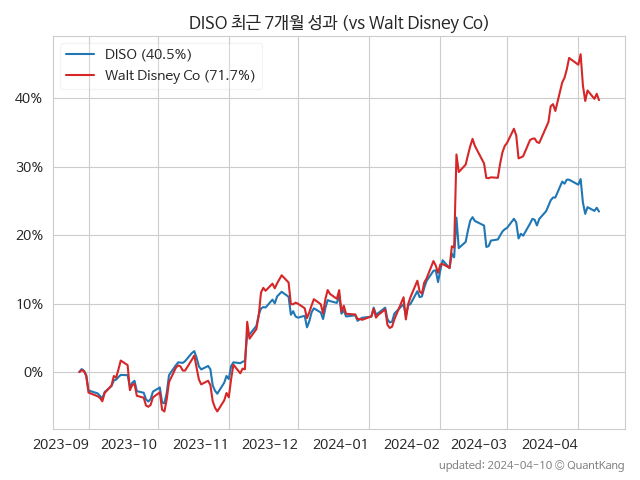 DISO 최근 7개월 성과 (vs Walt Disney Co)
DISO (40.5%)
Walt Disney Co (71.7%)
40%
30%
20%
10%
0%
2023-09 2023-10 2023-11 2023-12 2024-01 2024-02 2024-03 2024-04
updated: 2024-04-10 © QuantKang